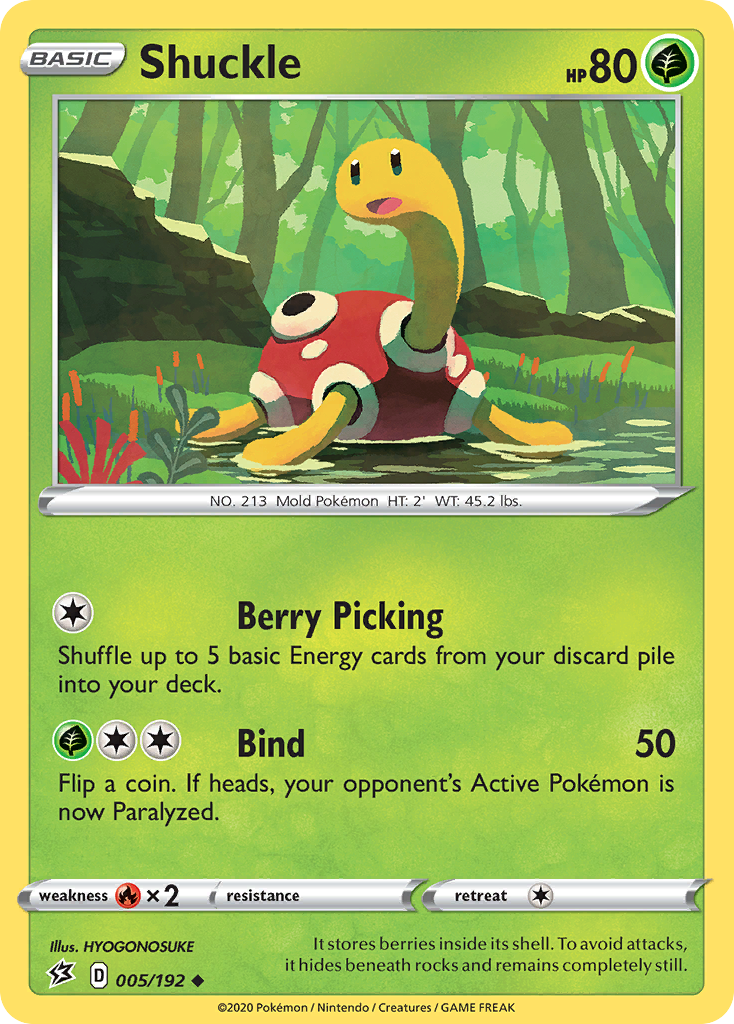 BASIC Shuckle HP80
NO. 213 Mold Pokémon HT: 2' WT: 45.2 lbs.
Berry Picking
Shuffle up to 5 basic Energy cards from your discard pile
into your deck.
Bind 50
Flip a coin. If heads, your opponent's Active Pokémon is
now Paralyzed.
weakness ×2 resistance retreat
Illus. HYOGONOSUKE
It stores berries inside its shell. To avoid attacks,
it hides beneath rocks and remains completely still.
D 005/192
©2020 Pokémon / Nintendo / Creatures / GAME FREAK